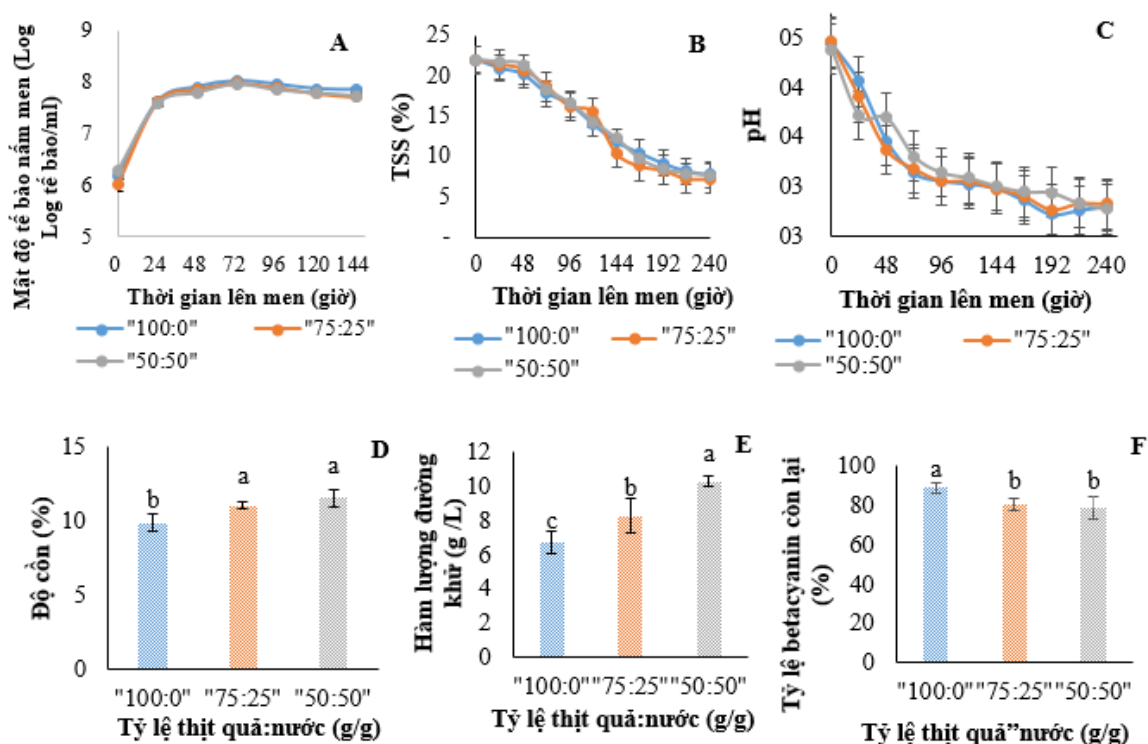 A
Mật độ tế bào nấm men (Log
Log tế bào/ml)
9
8
7
6
5
0 24 48 72 96 120 144
Thời gian lên men (giờ)
"100:0" "75:25"
"50:50"
B
TSS (%)
25
20
15
10
5
-
0 48 96 144 192 240
Thời gian lên men (giờ)
"100:0" "75:25"
"50:50"
C
pH
05
04
04
03
03
0 48 96 144 192 240
Thời gian lên men (giờ)
"100:0" "75:25"
"50:50"
D
Độ cồn (%)
15
10
5
0
b a a
"100:0" "75:25" "50:50"
Tỷ lệ thịt quả:nước (g/g)
E
Hàm lượng đường
khử (g /L)
12
10
8
6
4
2
0
c b a
"100:0" "75:25" "50:50"
Tỷ lệ thịt quả:nước (g/g)
F
Tỷ lệ betacyanin còn lại
(%)
100
80
60
40
20
0
a b b
"100:0" "75:25" "50:50"
Tỷ lệ thịt quả”nước (g/g)